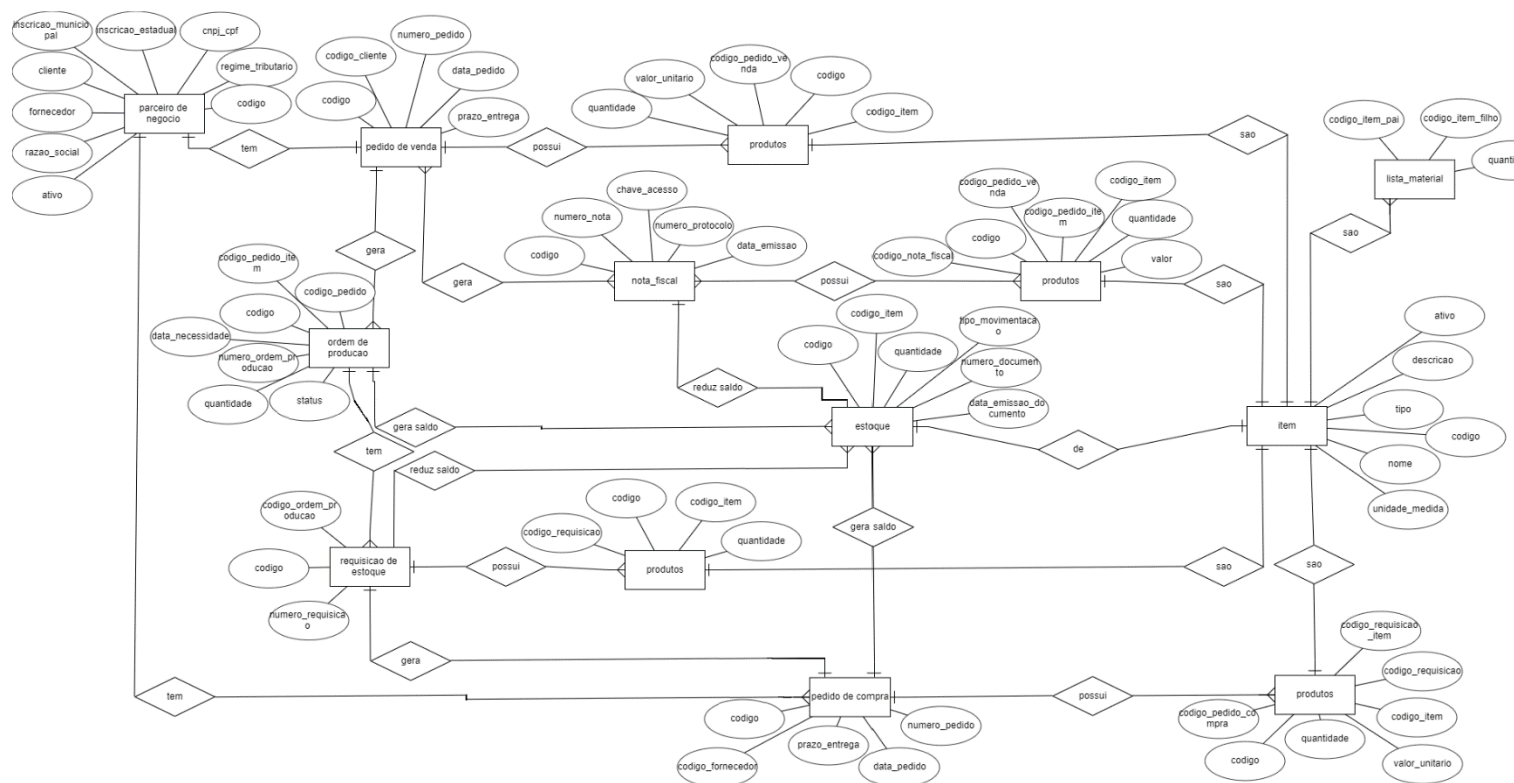 inscricao_munici
pal
inscricao_estadual
cnpj_cpf
cliente
regime_tributario
fornecedor
parceiro de
negocio
codigo
razao_social
ativo
tem
numero_pedido
codigo_cliente
data_pedido
codigo
prazo_entrega
pedido de venda
possui
codigo_pedido_ve
nda
valor_unitario
codigo
quantidade
codigo_item
produtos
sao
codigo_item_pai
codigo_item_filho
lista_material
sao
gera
gera
chave_acesso
numero_nota
numero_protocolo
codigo
data_emissao
nota_fiscal
possui
codigo_pedido_ve
nda
codigo_item
codigo_pedido_ite
m
codigo
quantidade
codigo_nota_fiscal
valor
produtos
sao
codigo_pedido_ite
m
codigo_pedido
codigo
data_necessidade
ordem de
producao
numero_ordem_pr
oducao
quantidade
status
reduz saldo
codigo_item
tipo_movimentaca
o
codigo
quantidade
numero_document
o
data_emissao_do
cumento
estoque
gera saldo
tem
reduz saldo
de
ativo
descricao
tipo
item
codigo
nome
unidade_medida
codigo_ordem_pr
oducao
codigo
requisicao de
estoque
numero_requisica
o
possui
codigo
codigo_item
codigo_requisicao
quantidade
produtos
gera saldo
sao
sao
gera
tem
pedido de compra
codigo
numero_pedido
prazo_entrega
codigo_fornecedor
data_pedido
possui
codigo_requisicao
_item
codigo_requisicao
produtos
codigo_pedido_co
mpra
codigo_item
quantidade
codigo
valor_unitario